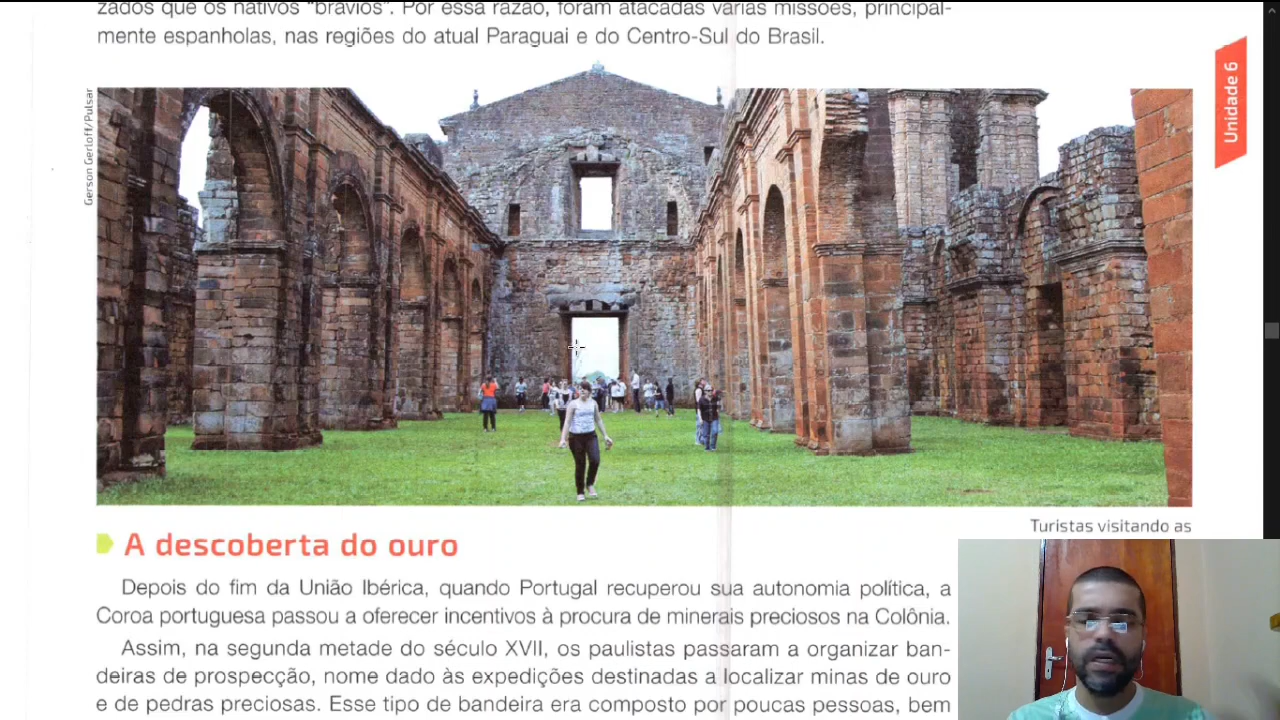 zados que os nativos "bravios". Por essa razão, foram atacadas várias missões, principal-
mente espanholas, nas regiões do atual Paraguai e do Centro-Sul do Brasil.
Gerson Gerloff/Pulsar
Unidade 6
Turistas visitando as
A descoberta do ouro
Depois do fim da União Ibérica, quando Portugal recuperou sua autonomia política, a
Coroa portuguesa passou a oferecer incentivos à procura de minerais preciosos na Colônia.
Assim, na segunda metade do século XVII, os paulistas passaram a organizar ban-
deiras de prospecção, nome dado às expedições destinadas a localizar minas de ouro
e de pedras preciosas. Esse tipo de bandeira era composto por poucas pessoas, bem